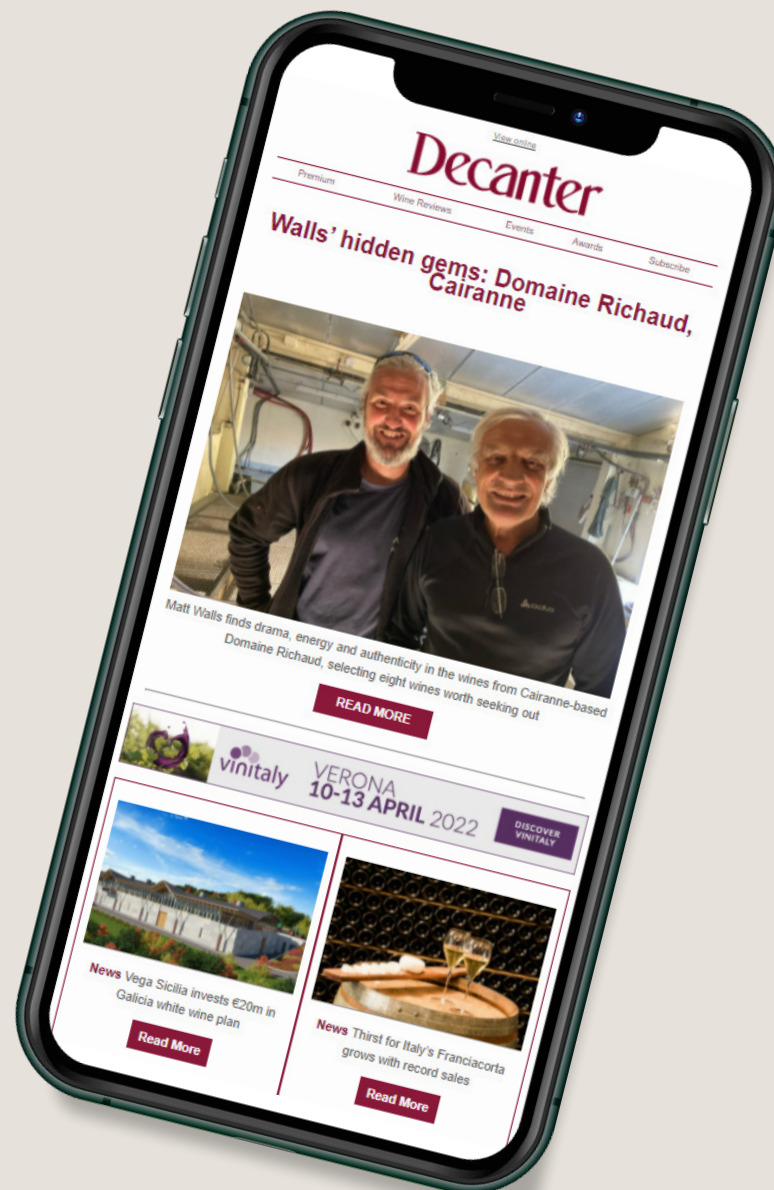 View online
Decanter
Premium
Wine Reviews
Events
Awards
Subscribe
Walls' hidden gems: Domaine Richaud,
Cairanne
Matt Walls finds drama, energy and authenticity in the wines from Cairanne-based
Domaine Richaud, selecting eight wines worth seeking out
READ MORE
vinitaly
VERONA
10-13 APRIL 2022
DISCOVER
VINITALY
News Vega Sicilia invests €20m in
Galicia white wine plan
Read More
News Thirst for Italy's Franciacorta
grows with record sales
Read More